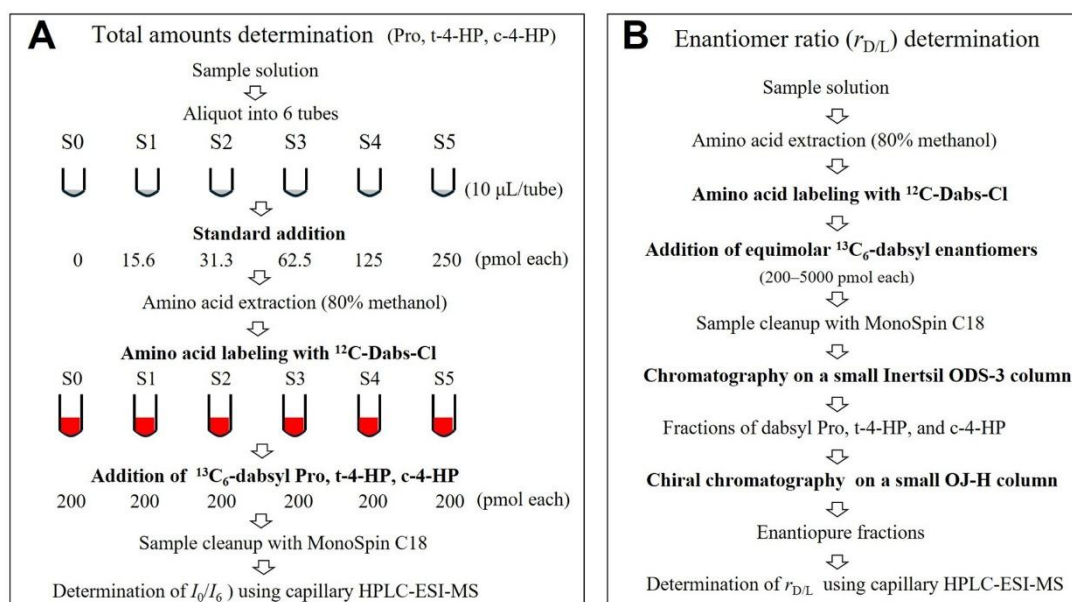 A Total amounts determination (Pro, t-4-HP, c-4-HP)
Sample solution
Aliquot into 6 tubes
S0 S1 S2 S3 S4 S5
(10 μL/tube)
Standard addition
0 15.6 31.3 62.5 125 250 (pmol each)
Amino acid extraction (80% methanol)
Amino acid labeling with ¹²C-Dabs-Cl
S0 S1 S2 S3 S4 S5
Addition of ¹³C₆-dabsyl Pro, t-4-HP, c-4-HP
200 200 200 200 200 200 (pmol each)
Sample cleanup with MonoSpin C18
Determination of I₀/I₆ ) using capillary HPLC-ESI-MS
B Enantiomer ratio (r_D/L) determination
Sample solution
Amino acid extraction (80% methanol)
Amino acid labeling with ¹²C-Dabs-Cl
Addition of equimolar ¹³C₆-dabsyl enantiomers
(200–5000 pmol each)
Sample cleanup with MonoSpin C18
Chromatography on a small Inertsil ODS-3 column
Fractions of dabsyl Pro, t-4-HP, and c-4-HP
Chiral chromatography on a small OJ-H column
Enantiopure fractions
Determination of r_D/L using capillary HPLC-ESI-MS